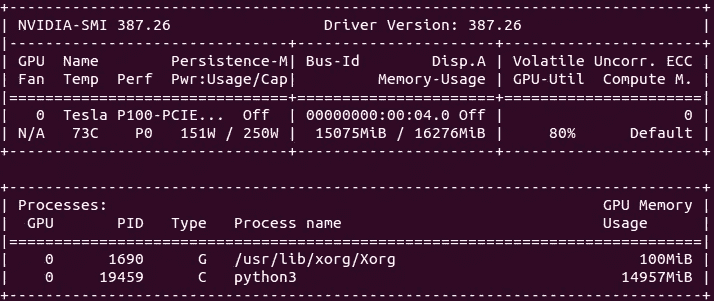 +-----------------------------------------------------------------------------+
| NVIDIA-SMI 387.26                 Driver Version: 387.26                    |
|-------------------------------+----------------------+----------------------+
| GPU  Name        Persistence-M| Bus-Id        Disp.A | Volatile Uncorr. ECC |
| Fan  Temp  Perf  Pwr:Usage/Cap|         Memory-Usage | GPU-Util  Compute M. |
|===============================+======================+======================|
|   0  Tesla P100-PCIE...  Off  | 00000000:00:04.0 Off |                    0 |
| N/A   73C    P0   151W / 250W |  15075MiB / 16276MiB |     80%      Default |
+-------------------------------+----------------------+----------------------+
+-----------------------------------------------------------------------------+
| Processes:                                                       GPU Memory |
|  GPU       PID   Type   Process name                             Usage      |
|=============================================================================|
|    0      1690      G   /usr/lib/xorg/Xorg                           100MiB |
|    0     19459      C   python3                                    14957MiB |
+-----------------------------------------------------------------------------+